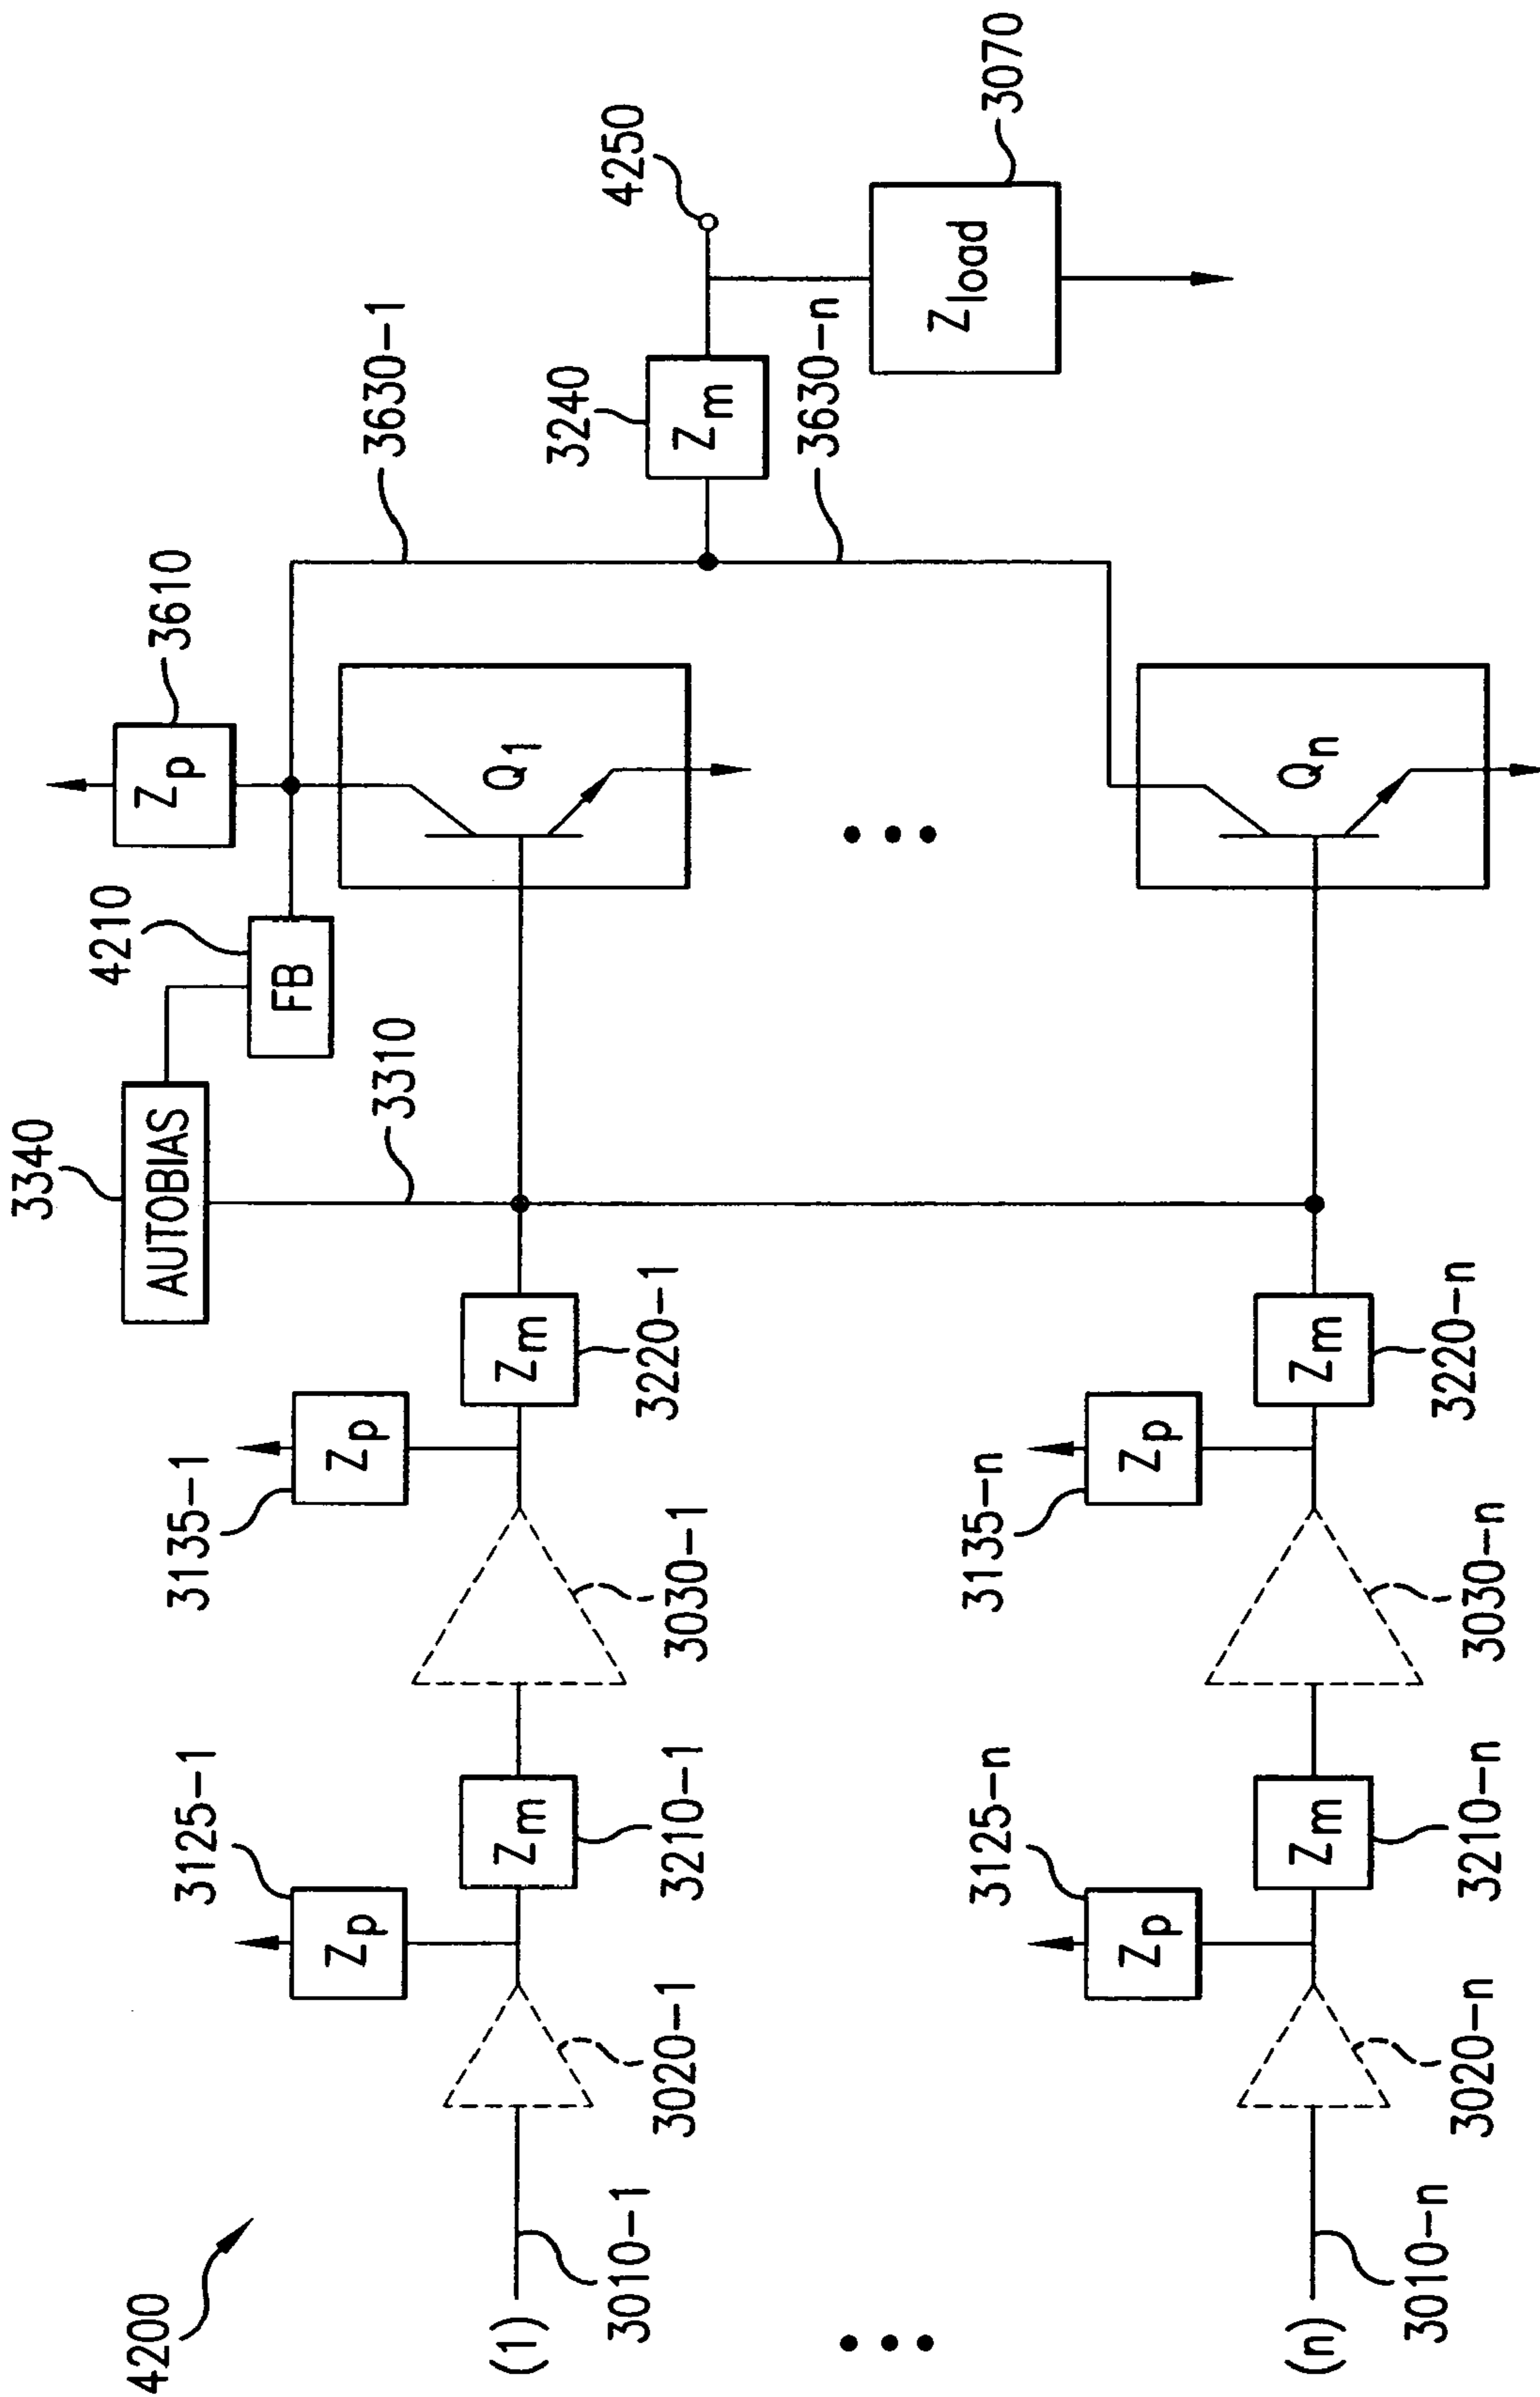 4200
3340
AUTOBIAS
4210
FB
3610
Zp
3310
3630-1
3240
Zm
4250
3630-n
Zload
3070
(1)
3010-1
3020-1
3125-1
Zp
Zm
3210-1
3030-1
3135-1
Zp
Zm
3220-1
Q1
(n)
3010-n
3020-n
3125-n
Zp
Zm
3210-n
3030-n
3135-n
Zp
Zm
3220-n
Qn